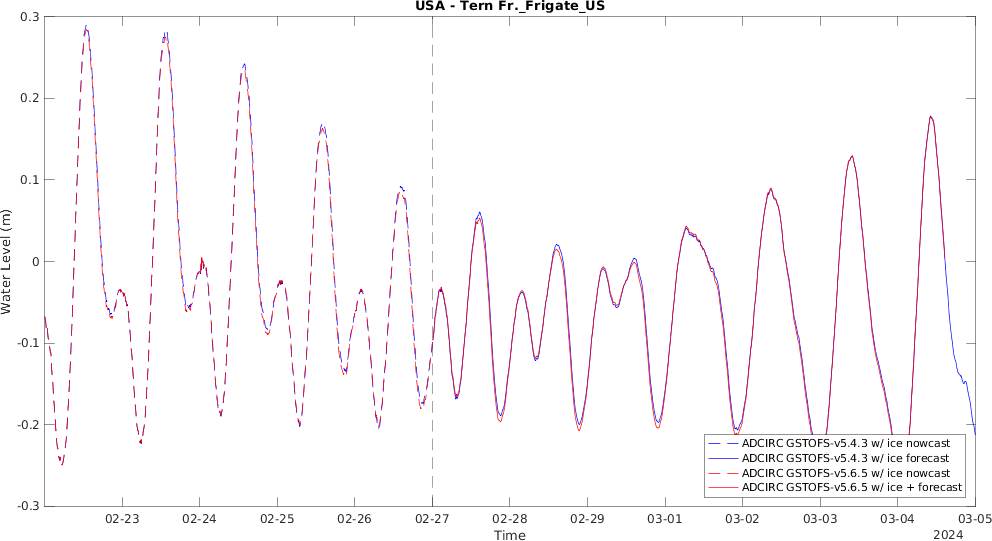 USA - Tern Fr._Frigate_US
0.3
0.2
0.1
0
-0.1
-0.2
-0.3
Water Level (m)
ADCIRC GSTOFS-v5.4.3 w/ ice nowcast
ADCIRC GSTOFS-v5.4.3 w/ ice forecast
ADCIRC GSTOFS-v5.6.5 w/ ice nowcast
ADCIRC GSTOFS-v5.6.5 w/ ice + forecast
02-23 02-24 02-25 02-26 02-27 02-28 02-29 03-01 03-02 03-03 03-04 03-05
Time
2024